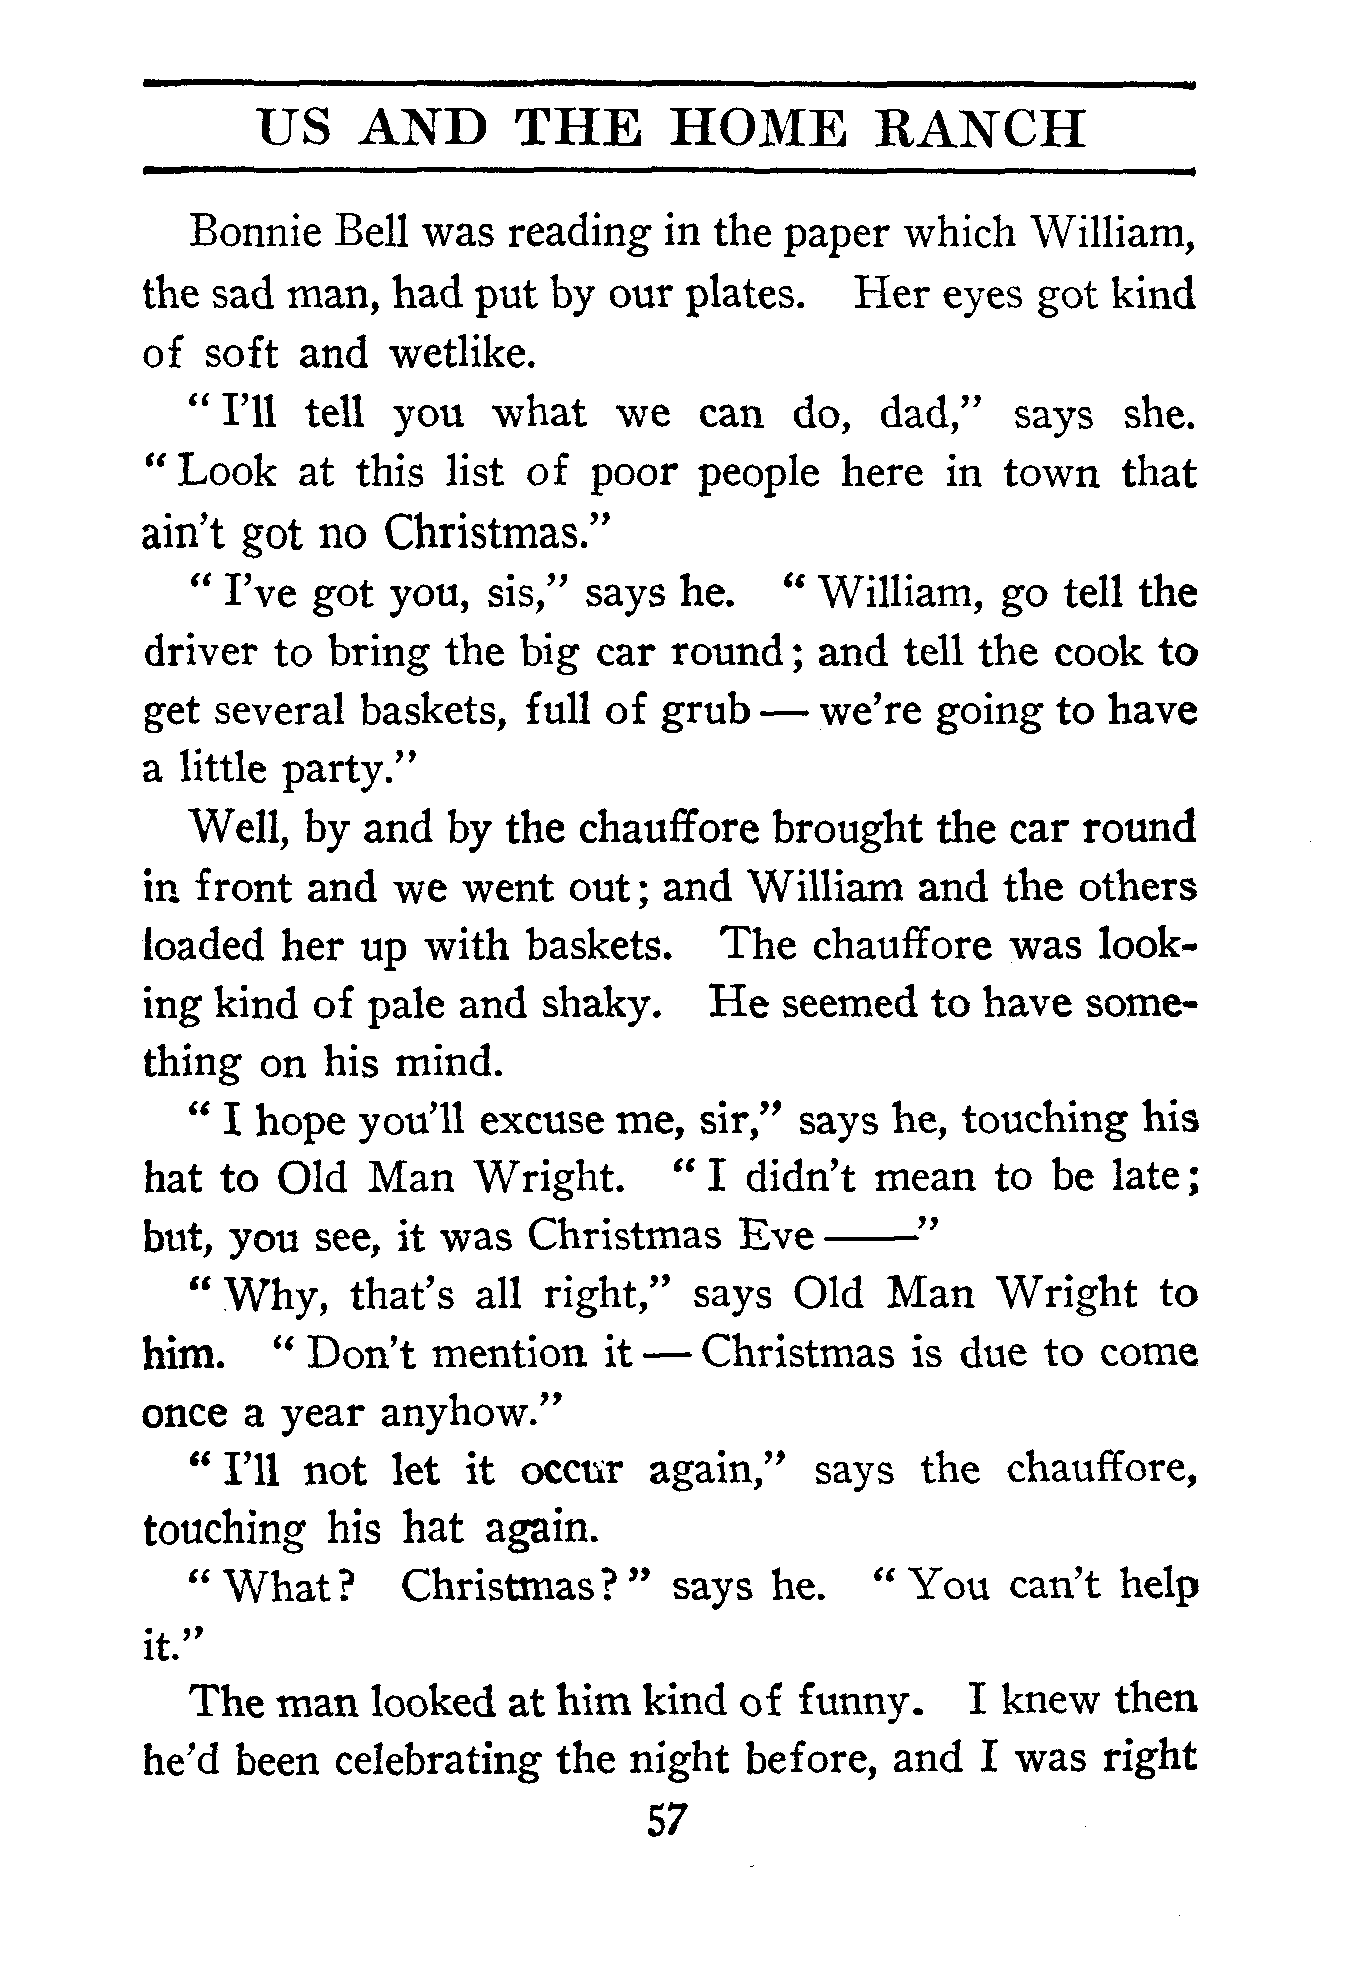 US AND THE HOME RANCH
Bonnie Bell was reading in the paper which William,
the sad man, had put by our plates. Her eyes got kind
of soft and wetlike.
"I'll tell you what we can do, dad," says she.
"Look at this list of poor people here in town that
ain't got no Christmas."
"I've got you, sis," says he. "William, go tell the
driver to bring the big car round; and tell the cook to
get several baskets, full of grub — we're going to have
a little party."
Well, by and by the chauffore brought the car round
in front and we went out; and William and the others
loaded her up with baskets. The chauffore was look-
ing kind of pale and shaky. He seemed to have some-
thing on his mind.
"I hope you'll excuse me, sir," says he, touching his
hat to Old Man Wright. "I didn't mean to be late;
but, you see, it was Christmas Eve ——"
"Why, that's all right," says Old Man Wright to
him. "Don't mention it — Christmas is due to come
once a year anyhow."
"I'll not let it occur again," says the chauffore,
touching his hat again.
"What? Christmas?" says he. "You can't help
it."
The man looked at him kind of funny. I knew then
he'd been celebrating the night before, and I was right
57